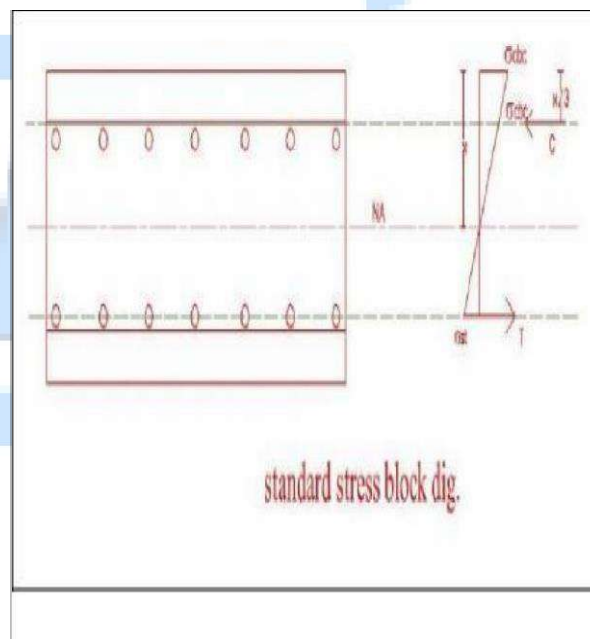 σcbc
x/3
σcbc'
C
x
NA
σst
T
standard stress block dig.